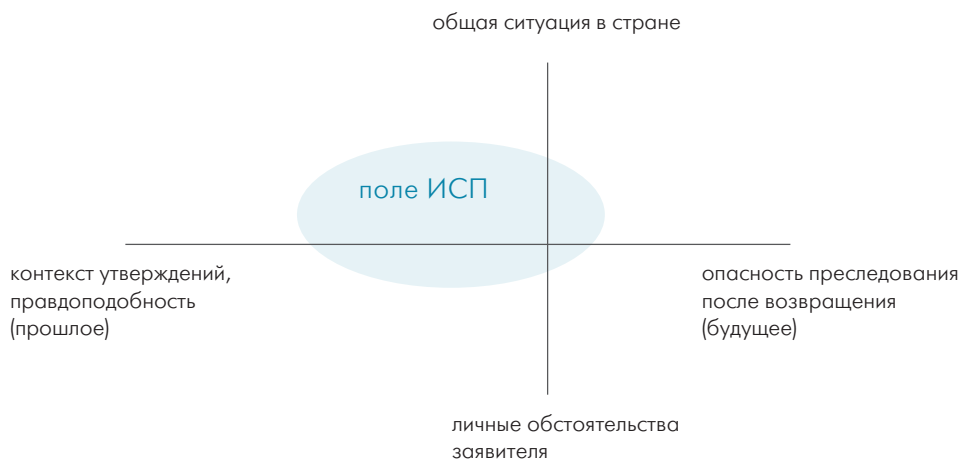 общая ситуация в стране
поле ИСП
контекст утверждений,
правдоподобность
(прошлое)
опасность преследования
после возвращения
(будущее)
личные обстоятельства
заявителя